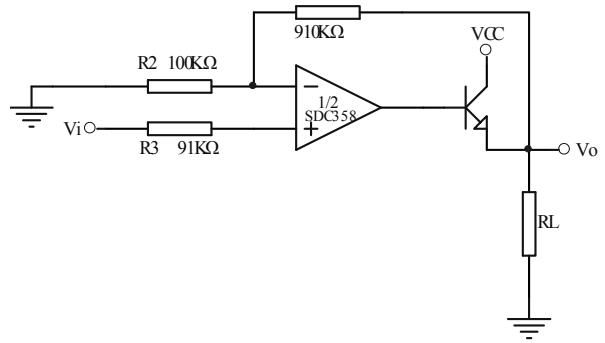 910KΩ
VCC
R2 100KΩ
1/2
SDC358
Vi
R3 91KΩ
Vo
RL